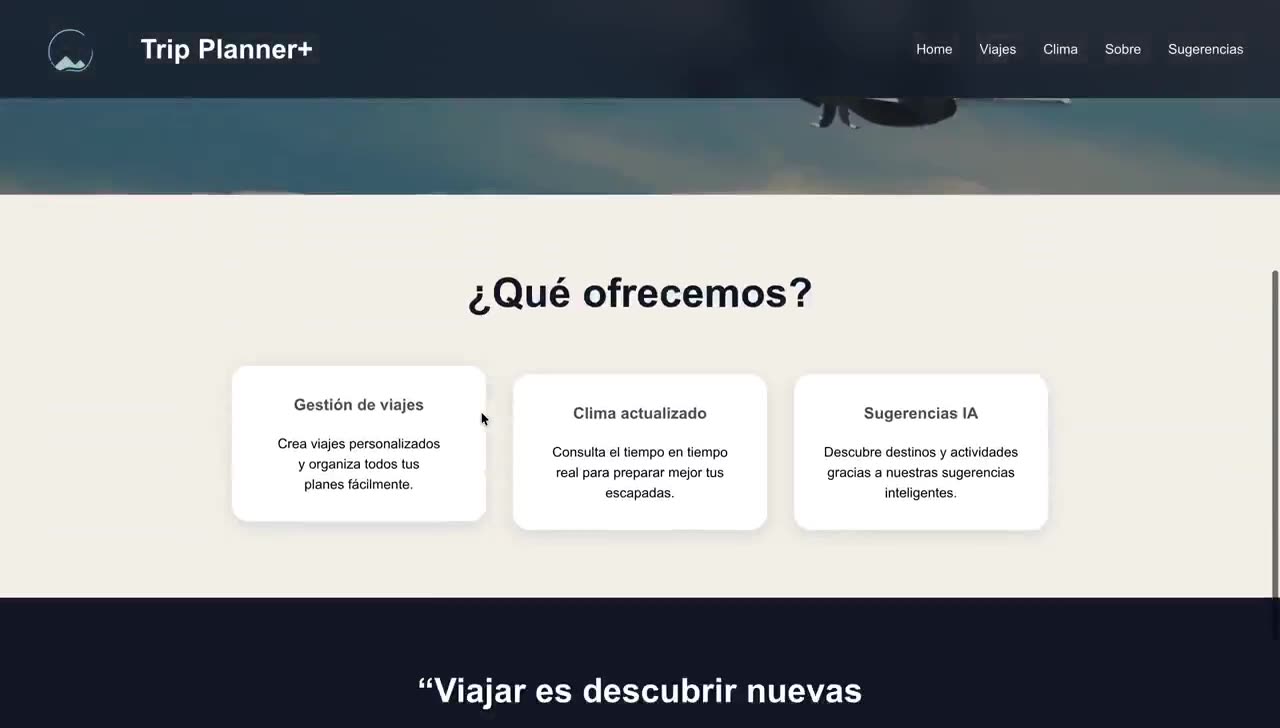 Trip Planner+
Home Viajes Clima Sobre Sugerencias
¿Qué ofrecemos?
Gestión de viajes
Crea viajes personalizados
y organiza todos tus
planes fácilmente.
Clima actualizado
Consulta el tiempo en tiempo
real para preparar mejor tus
escapadas.
Sugerencias IA
Descubre destinos y actividades
gracias a nuestras sugerencias
inteligentes.
“Viajar es descubrir nuevas